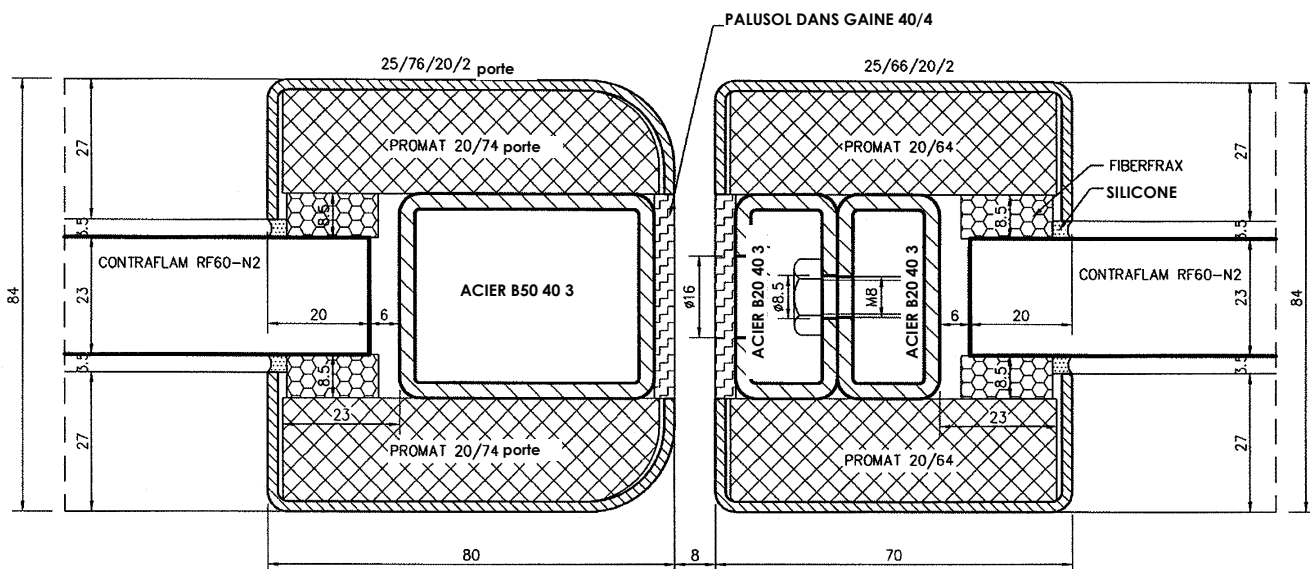 PALUSOL DANS GAINE 40/4
25/76/20/2 porte
25/66/20/2
PROMAT 20/74 porte
PROMAT 20/64
FIBERFRAX
SILICONE
27
27
8.5
8.5
3.5
3.5
CONTRAFLAM RF60-N2
CONTRAFLAM RF60-N2
84
23
20
6
ACIER B50 40 3
ø16
ACIER B20 40 3
ø8.5
M8
ACIER B20 40 3
6
20
23
84
3.5
3.5
8.5
8.5
23
23
27
27
PROMAT 20/74 porte
PROMAT 20/64
80
8
70